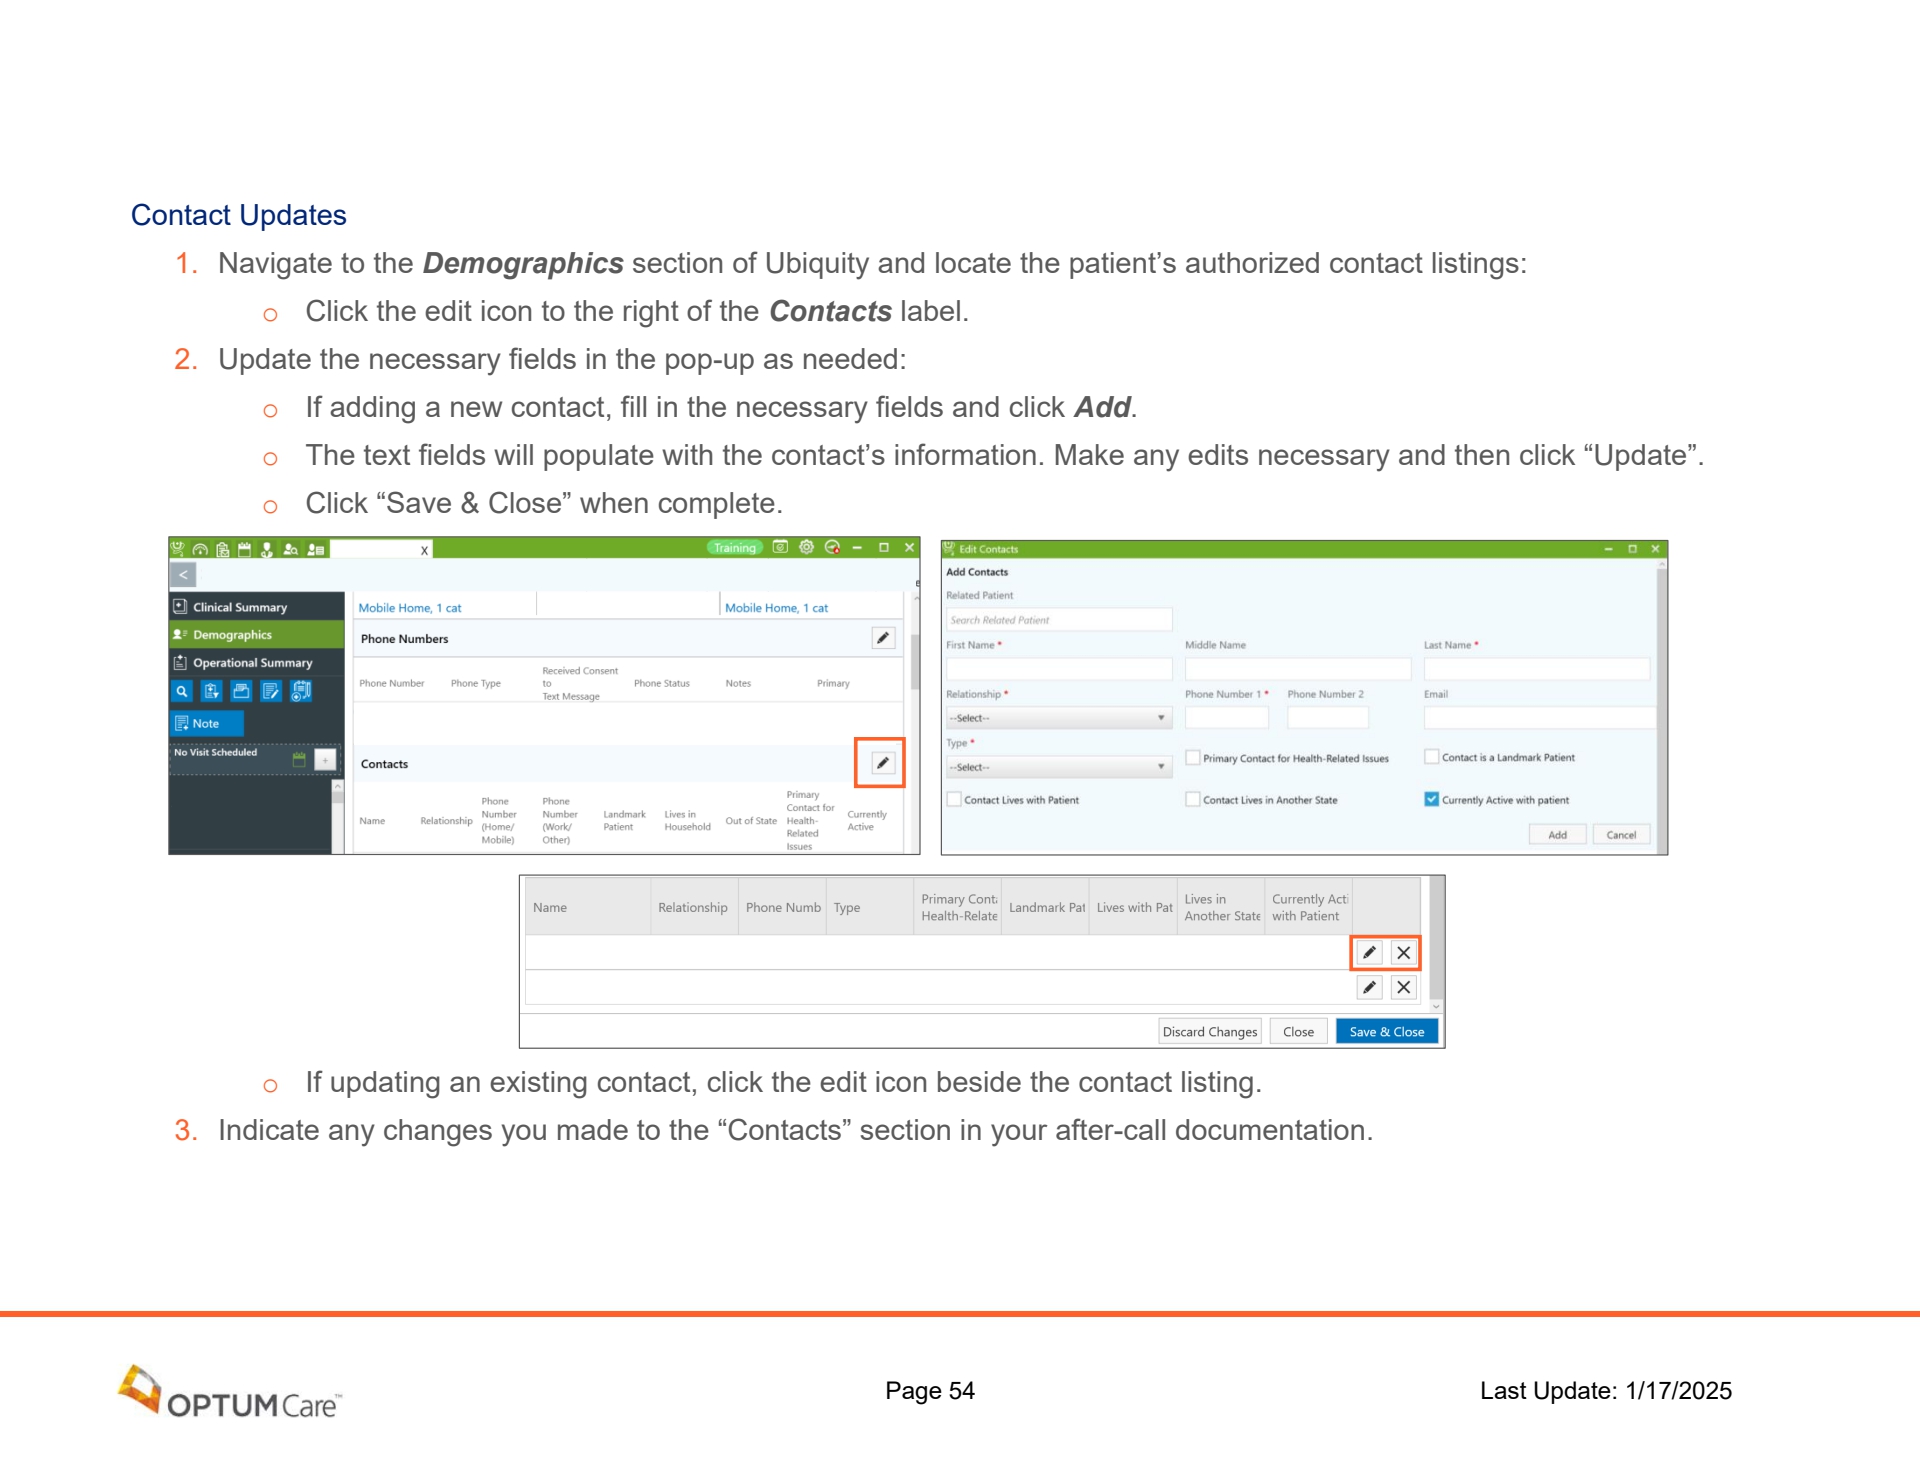 Contact Updates
1. Navigate to the Demographics section of Ubiquity and locate the patient's authorized contact listings:
o Click the edit icon to the right of the Contacts label.
2. Update the necessary fields in the pop-up as needed:
o If adding a new contact, fill in the necessary fields and click Add.
o The text fields will populate with the contact's information. Make any edits necessary and then click “Update”.
o Click “Save & Close” when complete.
X Training
<
Clinical Summary
Demographics
Operational Summary
Note
No Visit Scheduled
+
Mobile Home, 1 cat Mobile Home, 1 cat
Phone Numbers
Phone Number Phone Type Received Consent to Text Message Phone Status Notes Primary
Contacts
Name Relationship Phone Number (Home/ Mobile) Phone Number (Work/ Other) Landmark Patient Lives in Household Out of State Primary Contact for Health- Related Issues Currently Active
Edit Contacts
Add Contacts
Related Patient
Search Related Patient
First Name * Middle Name Last Name *
Relationship * Phone Number 1 * Phone Number 2 Email
--Select--
Type *
--Select-- Primary Contact for Health-Related Issues Contact is a Landmark Patient
Contact Lives with Patient Contact Lives in Another State Currently Active with patient
Add Cancel
Name Relationship Phone Numb Type Primary Cont Health-Relate Landmark Pat Lives with Pat Lives in Another State Currently Acti with Patient
Discard Changes Close Save & Close
o If updating an existing contact, click the edit icon beside the contact listing.
3. Indicate any changes you made to the “Contacts” section in your after-call documentation.
OPTUMCare™
Page 54
Last Update: 1/17/2025